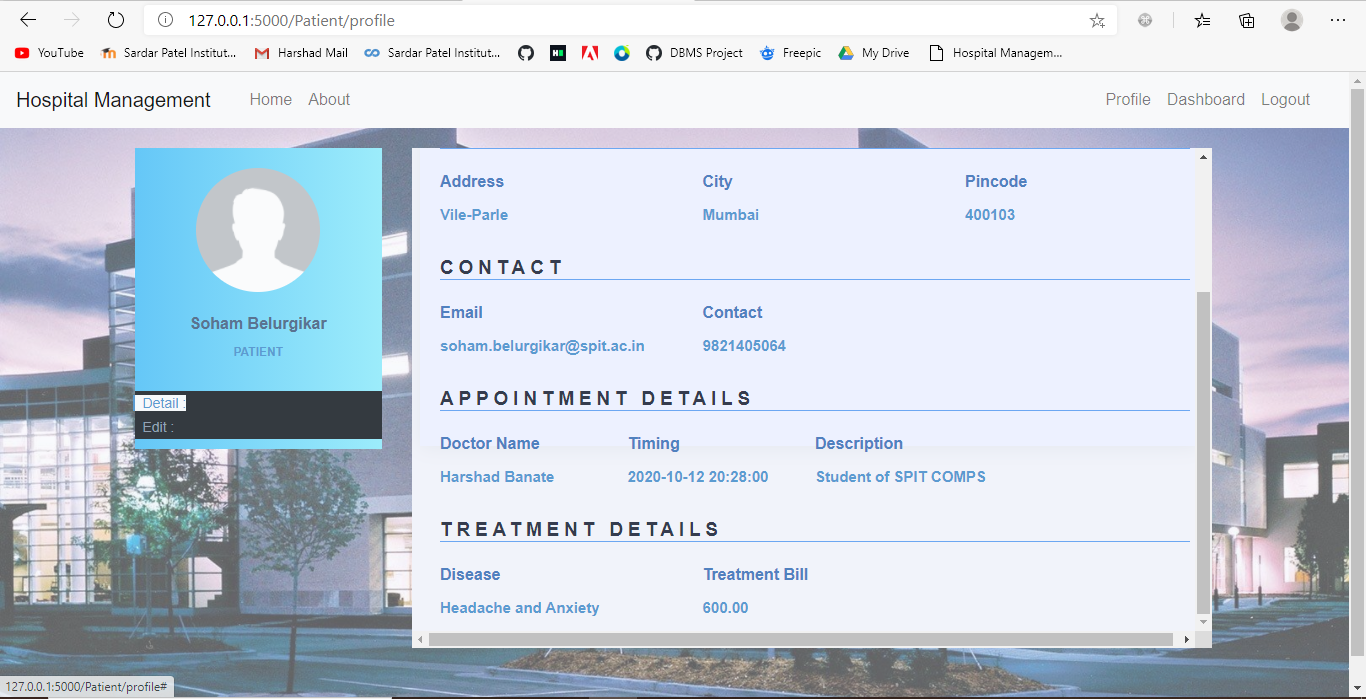 127.0.0.1:5000/Patient/profile
YouTube Sardar Patel Institut... Harshad Mail Sardar Patel Institut... DBMS Project Freepic My Drive Hospital Managem...
Hospital Management Home About Profile Dashboard Logout
Soham Belurgikar
PATIENT
Detail :
Edit :
Address City Pincode
Vile-Parle Mumbai 400103
CONTACT
Email Contact
soham.belurgikar@spit.ac.in 9821405064
APPOINTMENT DETAILS
Doctor Name Timing Description
Harshad Banate 2020-10-12 20:28:00 Student of SPIT COMPS
TREATMENT DETAILS
Disease Treatment Bill
Headache and Anxiety 600.00
127.0.0.1:5000/Patient/profile#